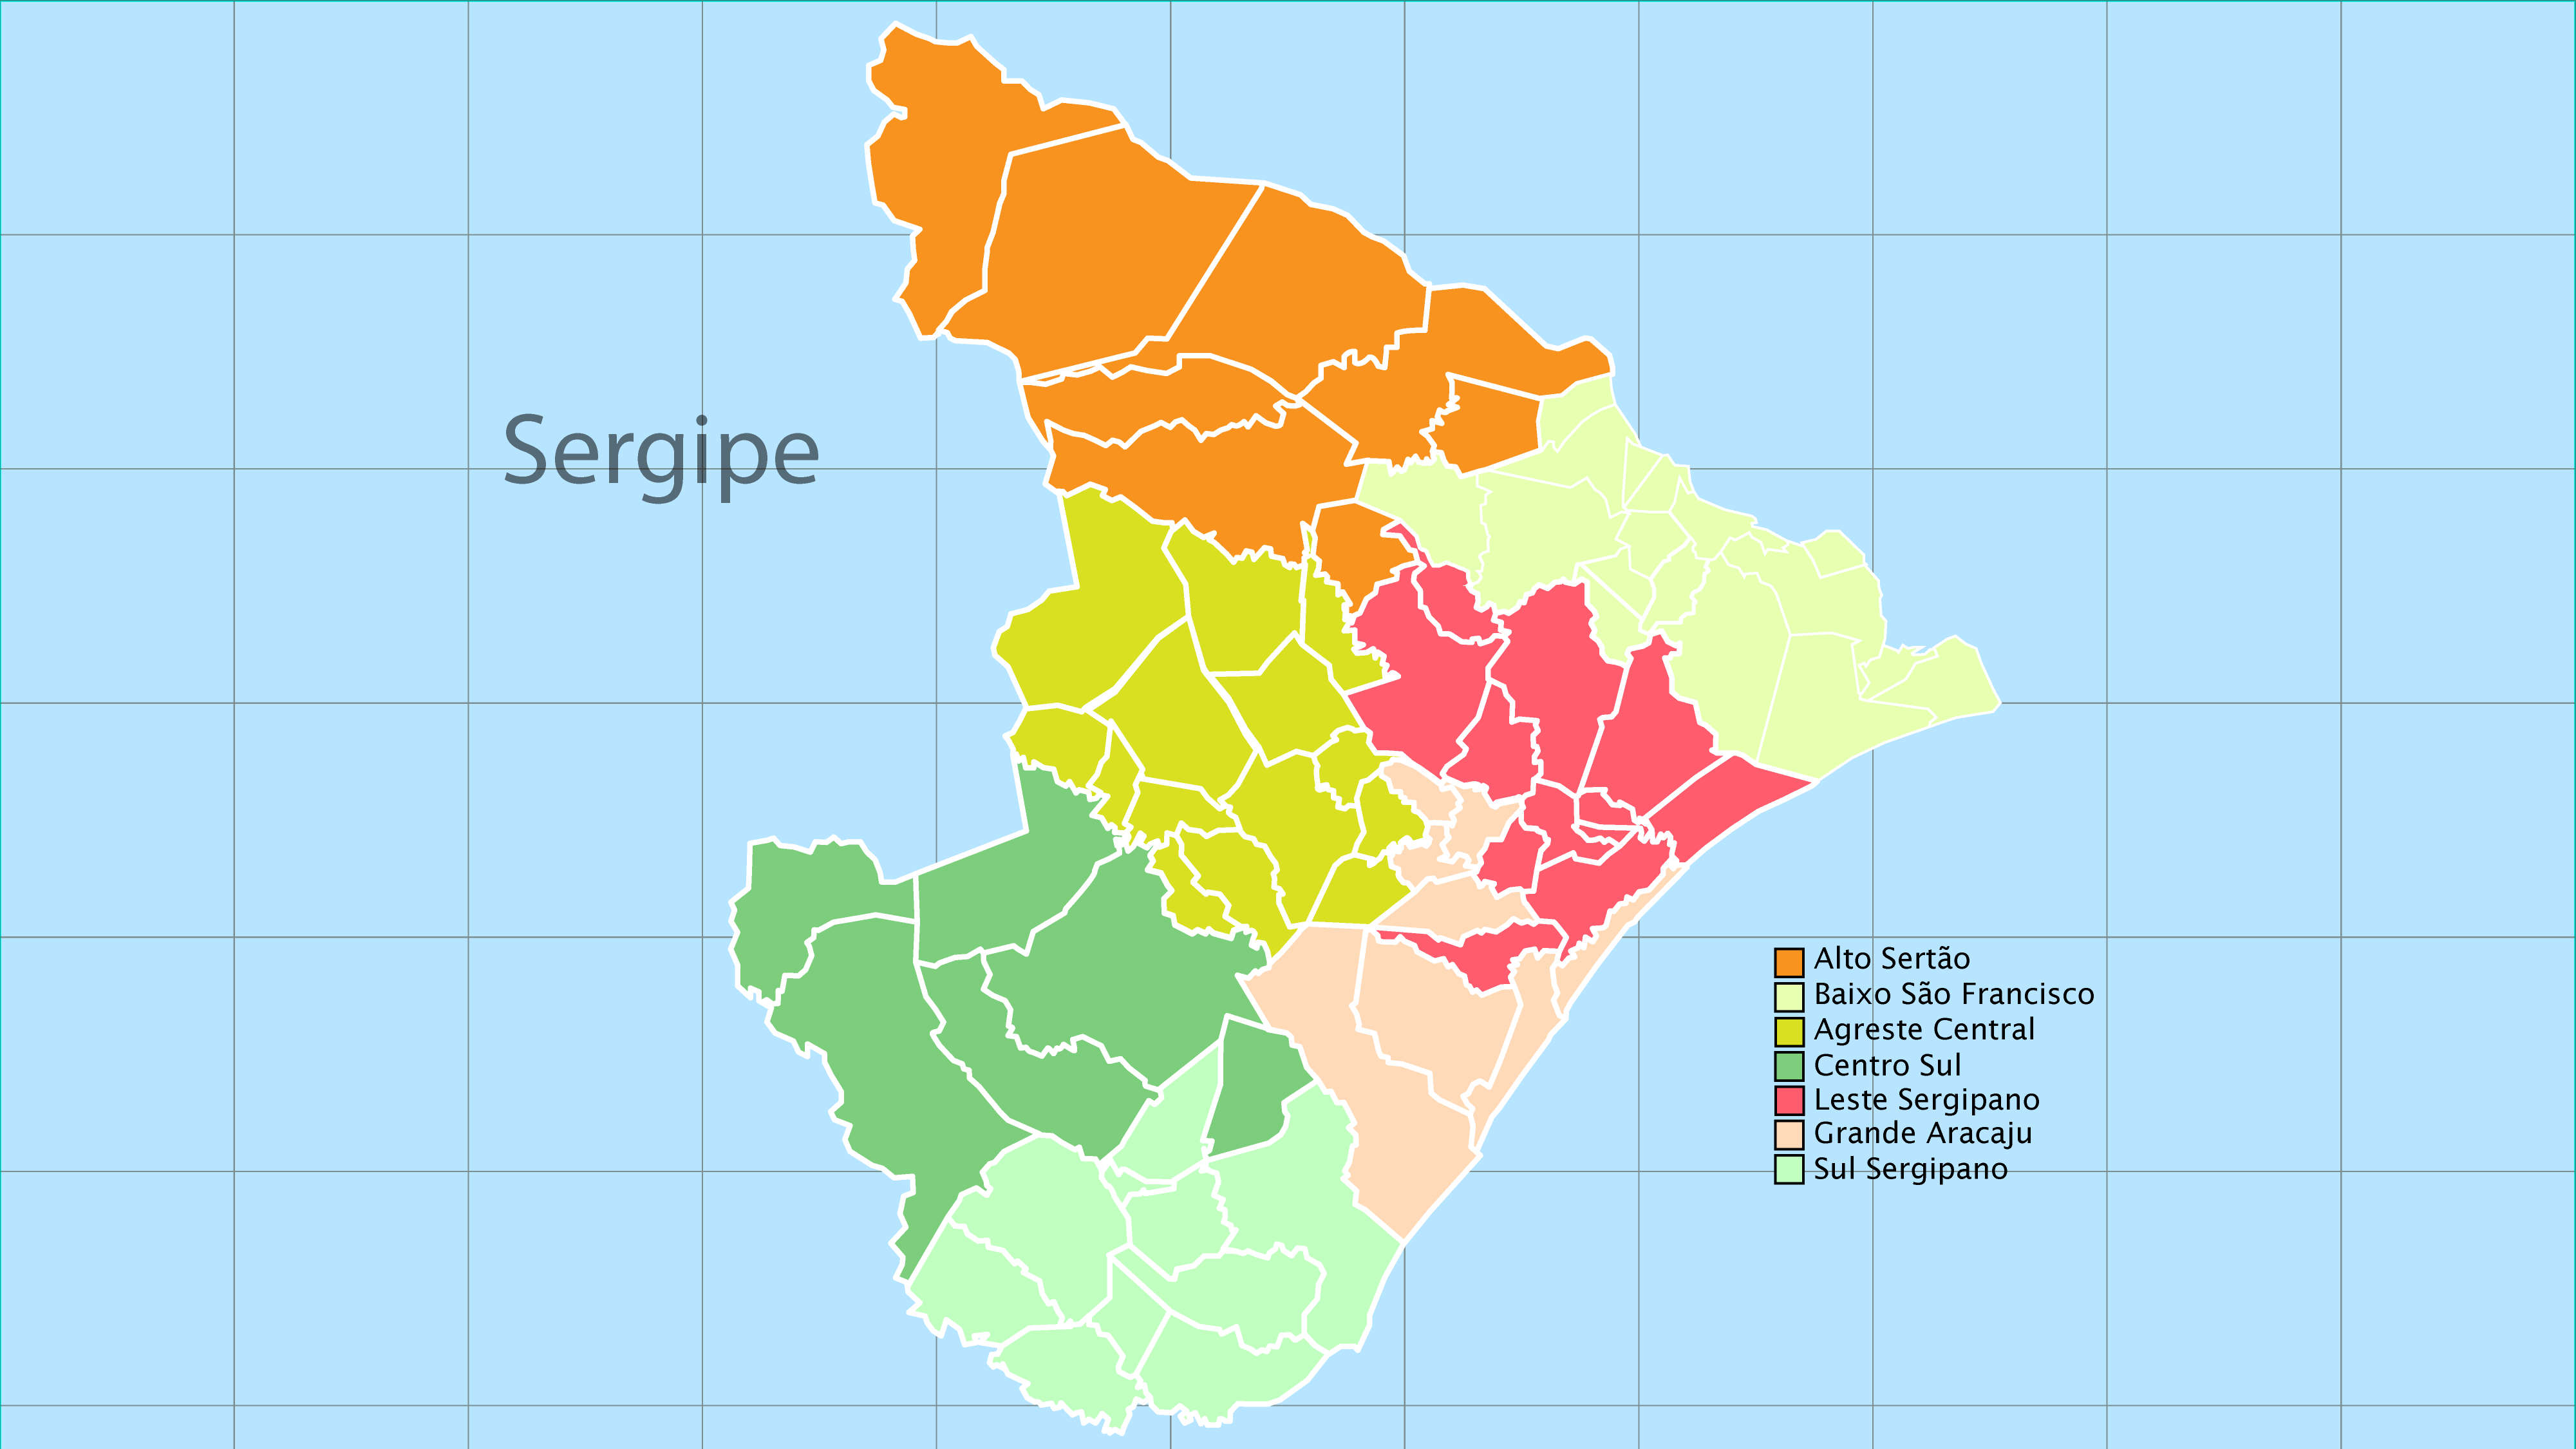 Sergipe
Alto Sertão
Baixo São Francisco
Agreste Central
Centro Sul
Leste Sergipano
Grande Aracaju
Sul Sergipano